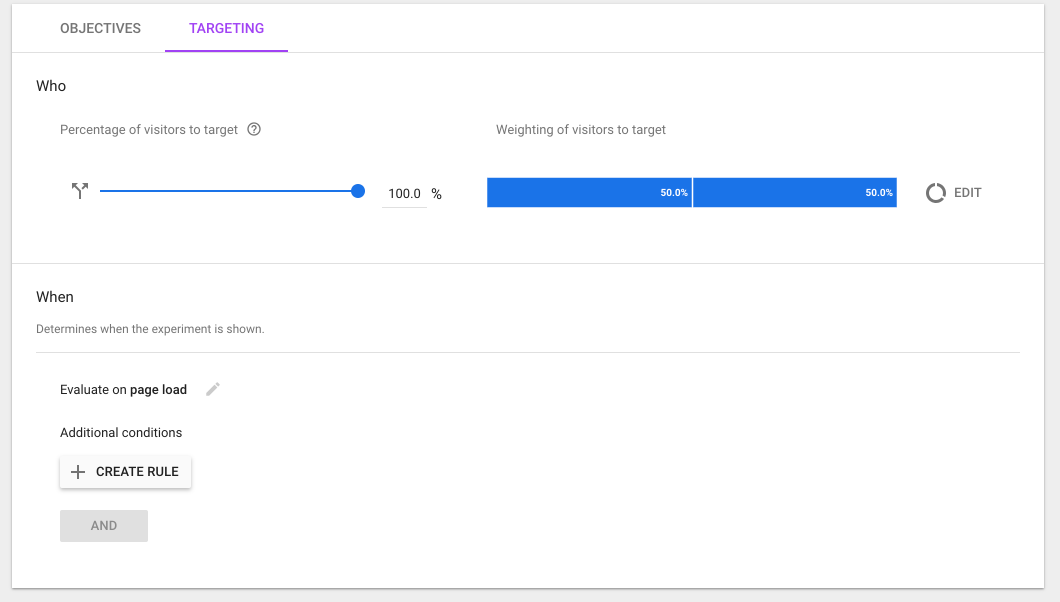 OBJECTIVES TARGETING
Who
Percentage of visitors to target ? Weighting of visitors to target
100.0 % 50.0% 50.0% EDIT
When
Determines when the experiment is shown.
Evaluate on page load
Additional conditions
+ CREATE RULE
AND